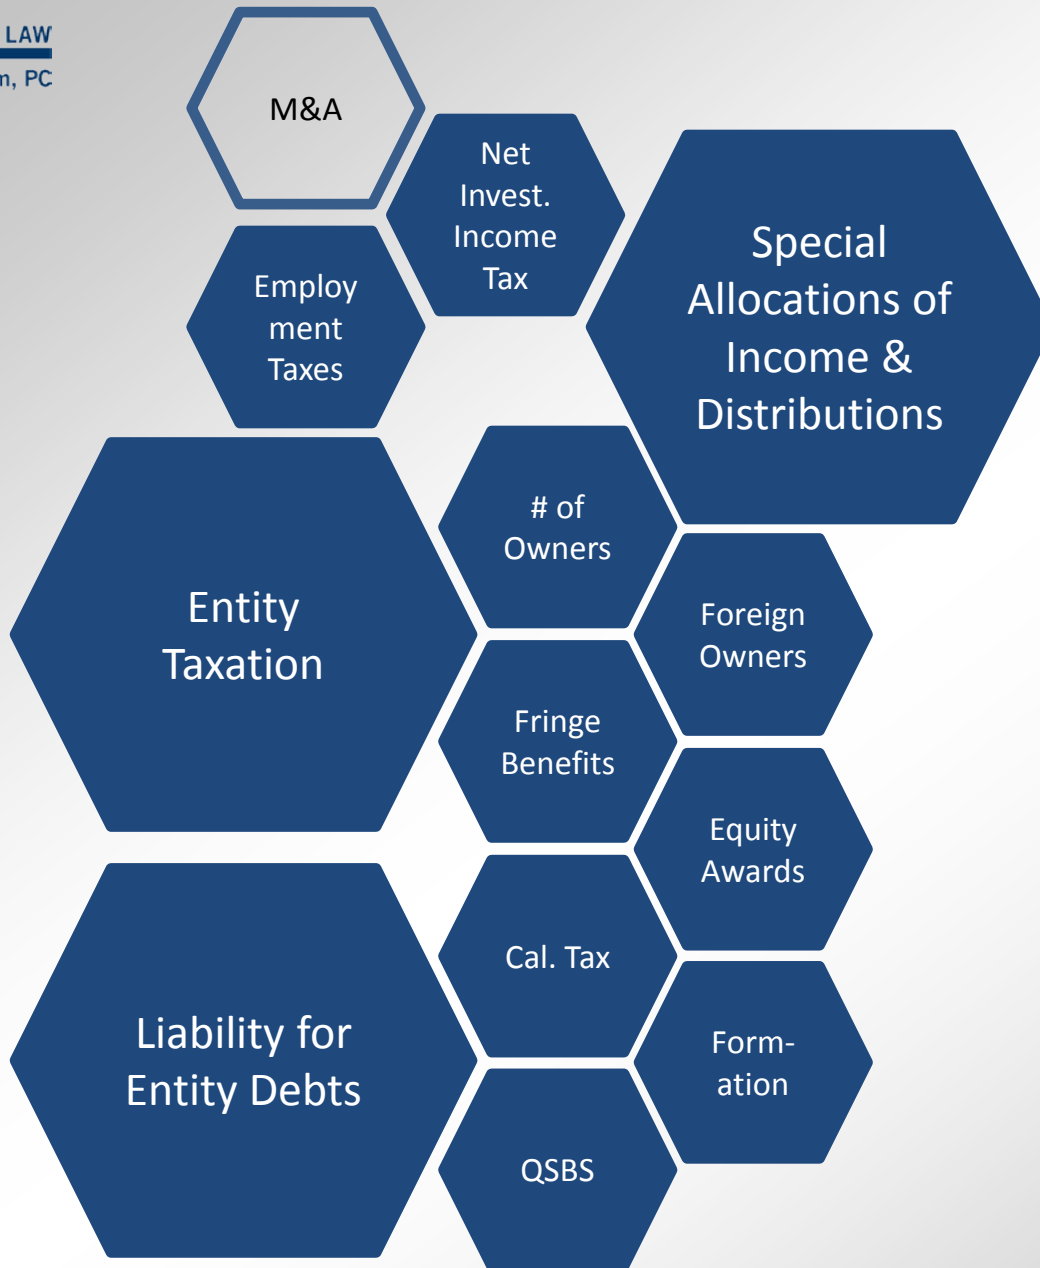 LAW
PC
M&A
Net
Invest.
Income
Tax
Special
Allocations of
Income &
Distributions
Employ
ment
Taxes
# of
Owners
Entity
Taxation
Foreign
Owners
Fringe
Benefits
Equity
Awards
Cal. Tax
Liability for
Entity Debts
Form-
ation
QSBS